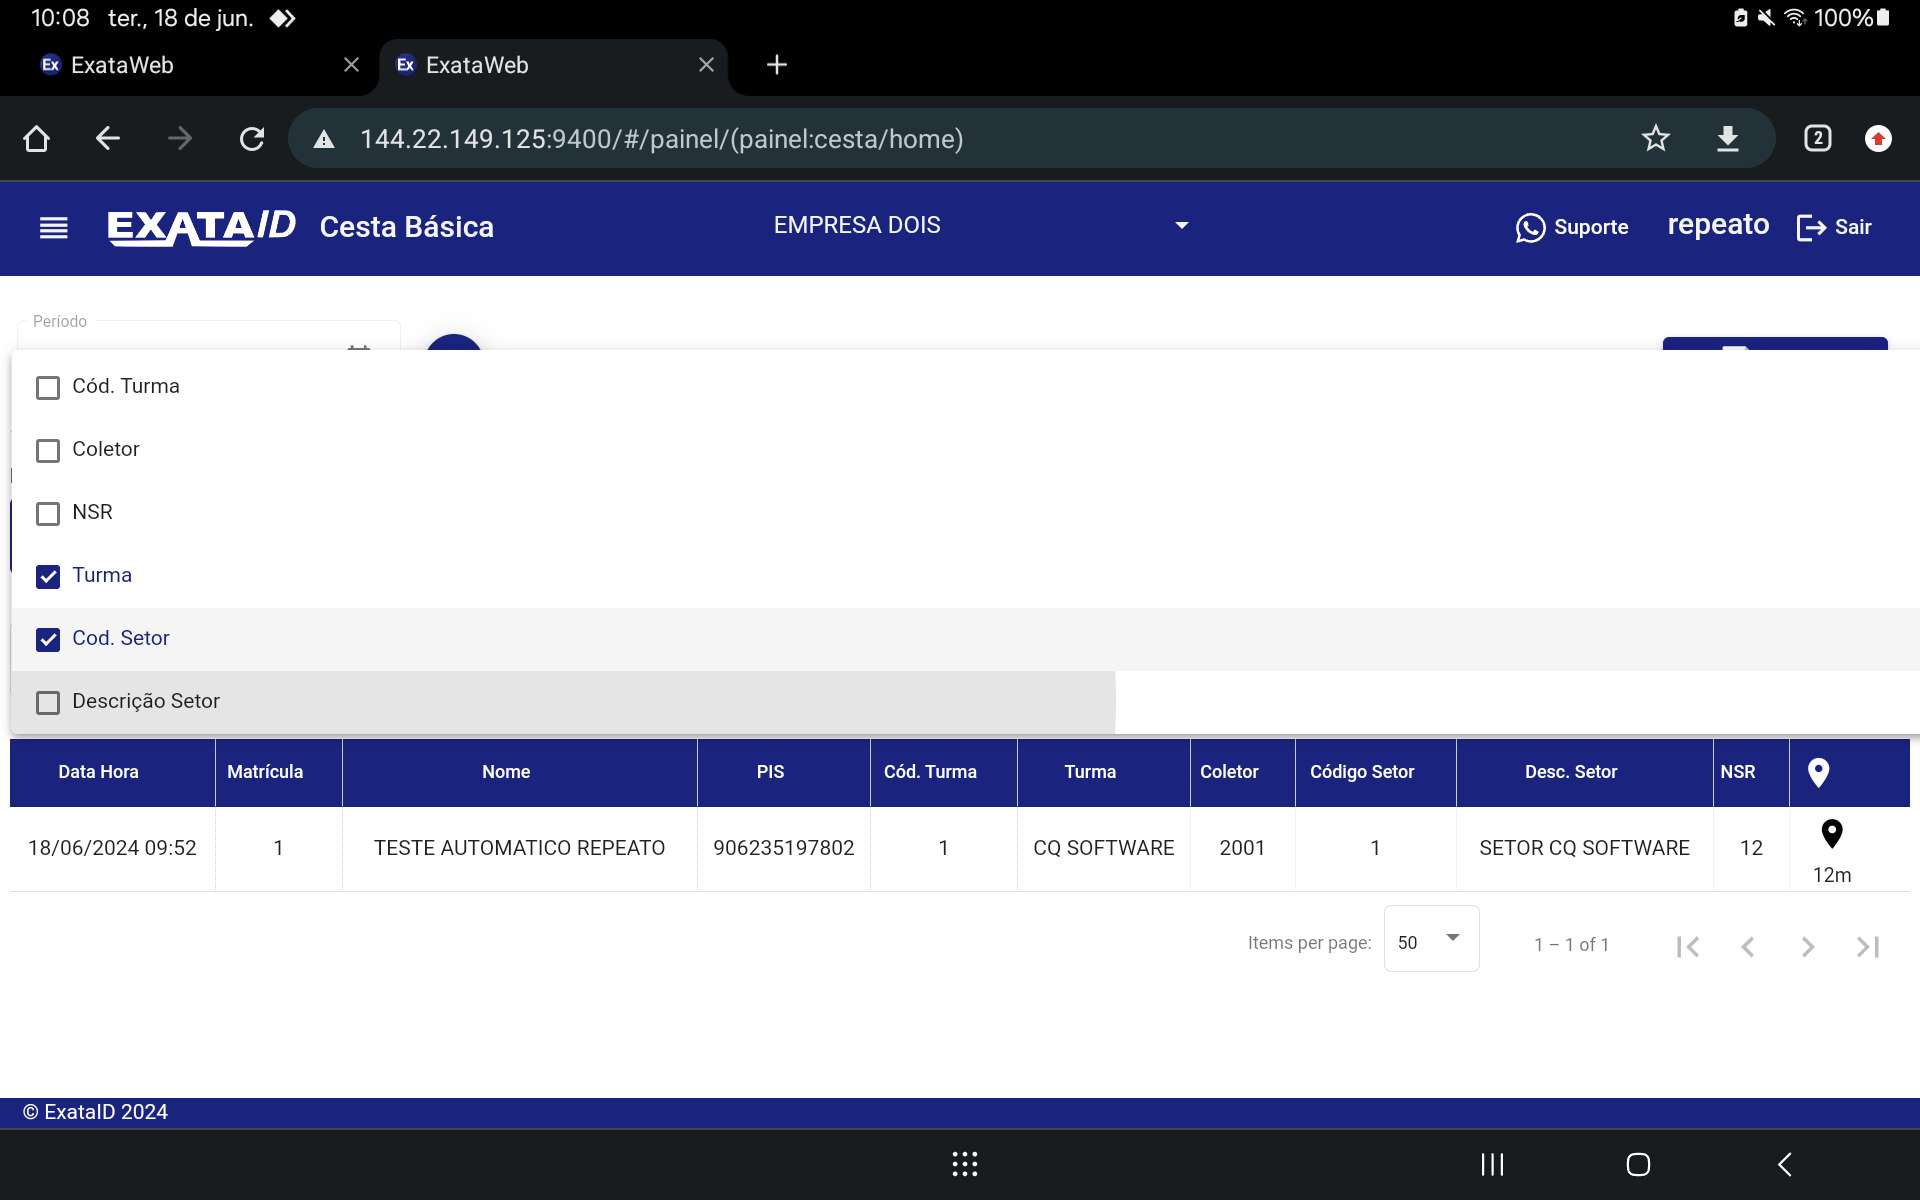 10:08 ter., 18 de jun. 100%
Ex ExataWeb Ex ExataWeb
144.22.149.125:9400/#/painel/(painel:cesta/home) 2
EXATAID Cesta Básica EMPRESA DOIS Suporte repeato Sair
Período
Cód. Turma
Coletor
NSR
Turma
Cod. Setor
Descrição Setor
Data Hora Matrícula Nome PIS Cód. Turma Turma Coletor Código Setor Desc. Setor NSR
18/06/2024 09:52 1 TESTE AUTOMATICO REPEATO 906235197802 1 CQ SOFTWARE 2001 1 SETOR CQ SOFTWARE 12
12m
Items per page: 50 1 – 1 of 1
© ExataID 2024